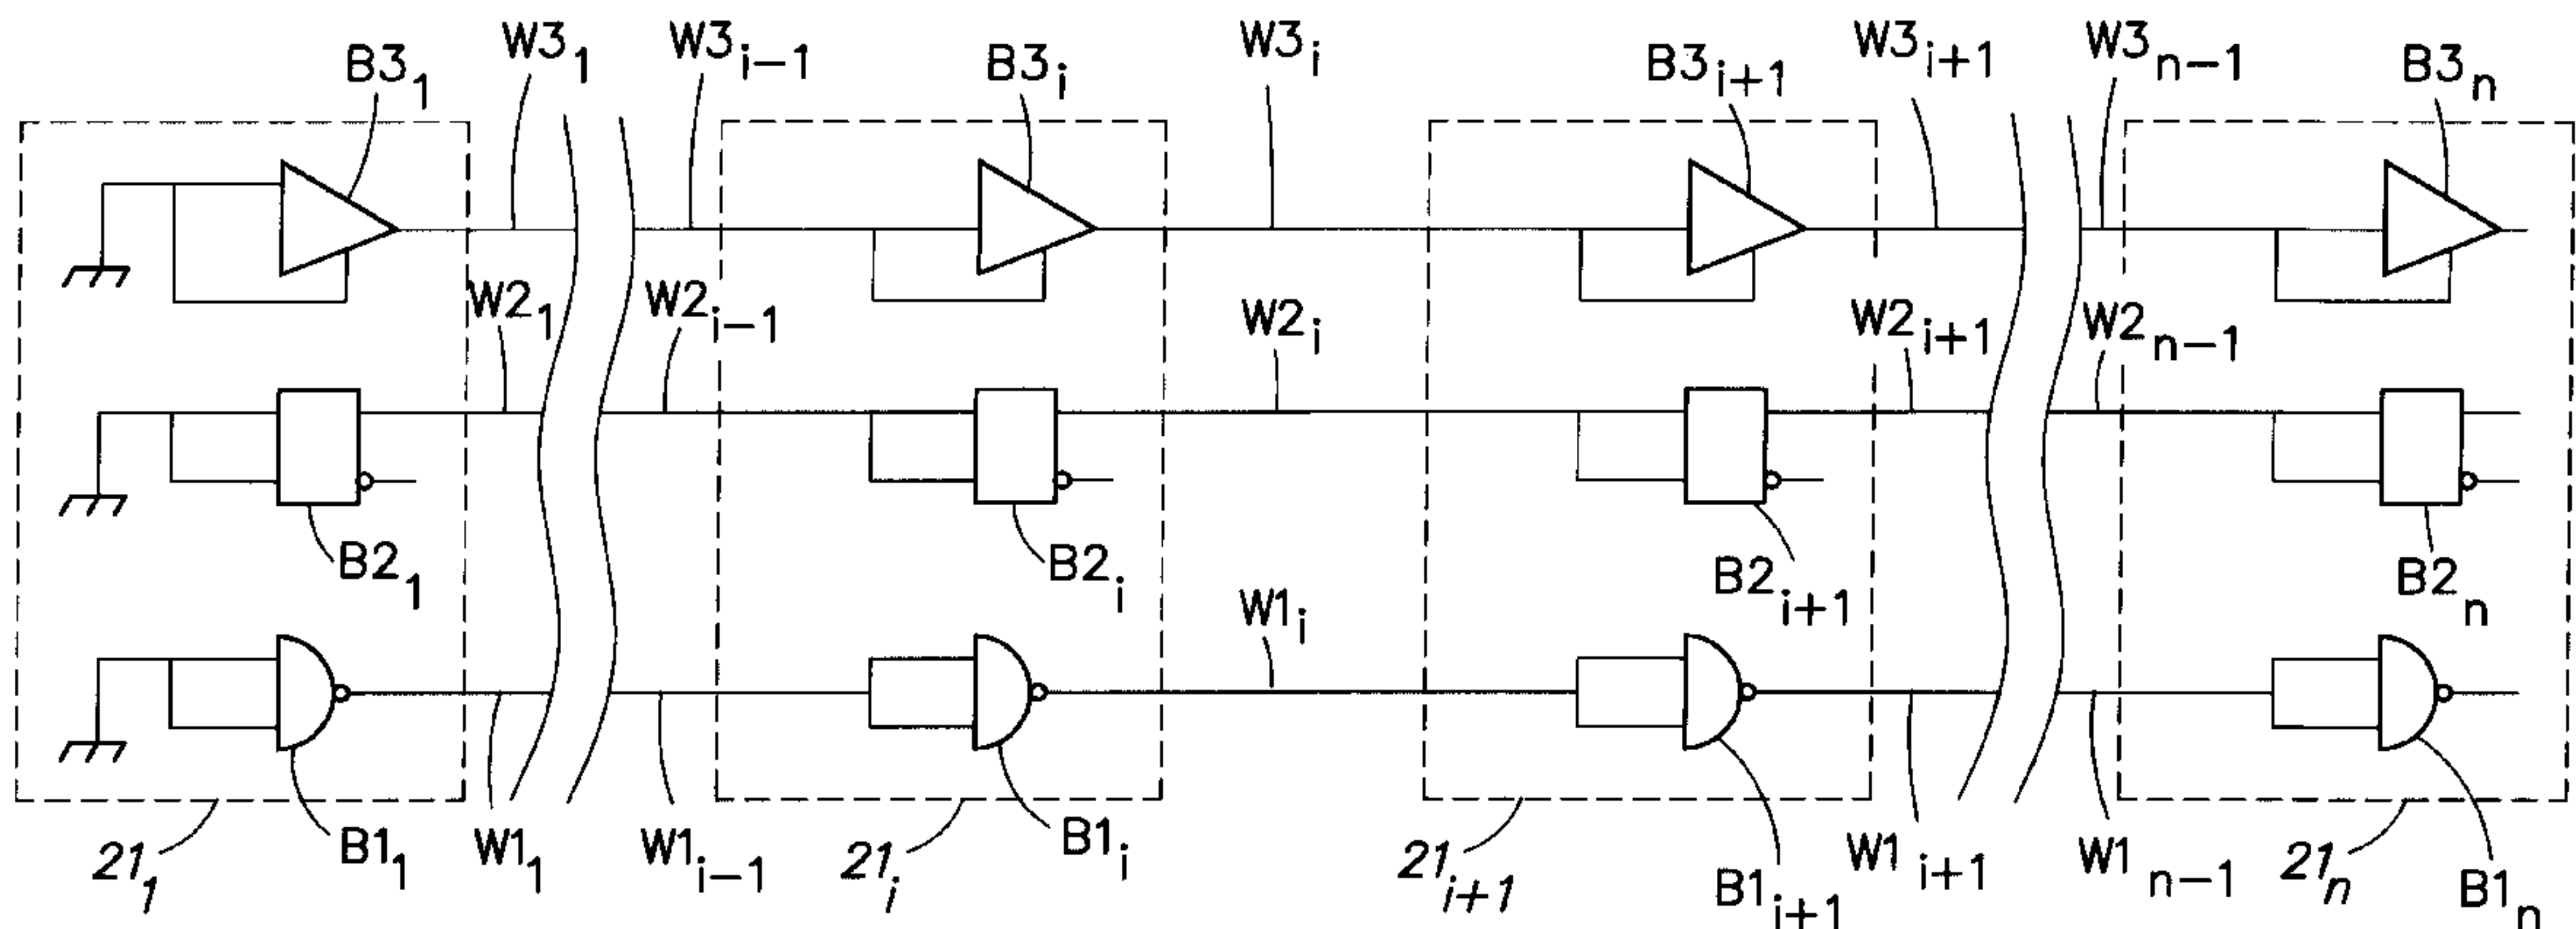 B3₁ W3₁ W3ᵢ₋₁ B3ᵢ W3ᵢ B3ᵢ₊₁ W3ᵢ₊₁ W3ₙ₋₁ B3ₙ
W2₁ W2ᵢ₋₁ W2ᵢ W2ᵢ₊₁ W2ₙ₋₁
B2₁ B2ᵢ B2ᵢ₊₁ B2ₙ
W1ᵢ
21₁ B1₁ W1₁ W1ᵢ₋₁ 21ᵢ B1ᵢ 21ᵢ₊₁ B1ᵢ₊₁ W1ᵢ₊₁ W1ₙ₋₁ 21ₙ B1ₙ